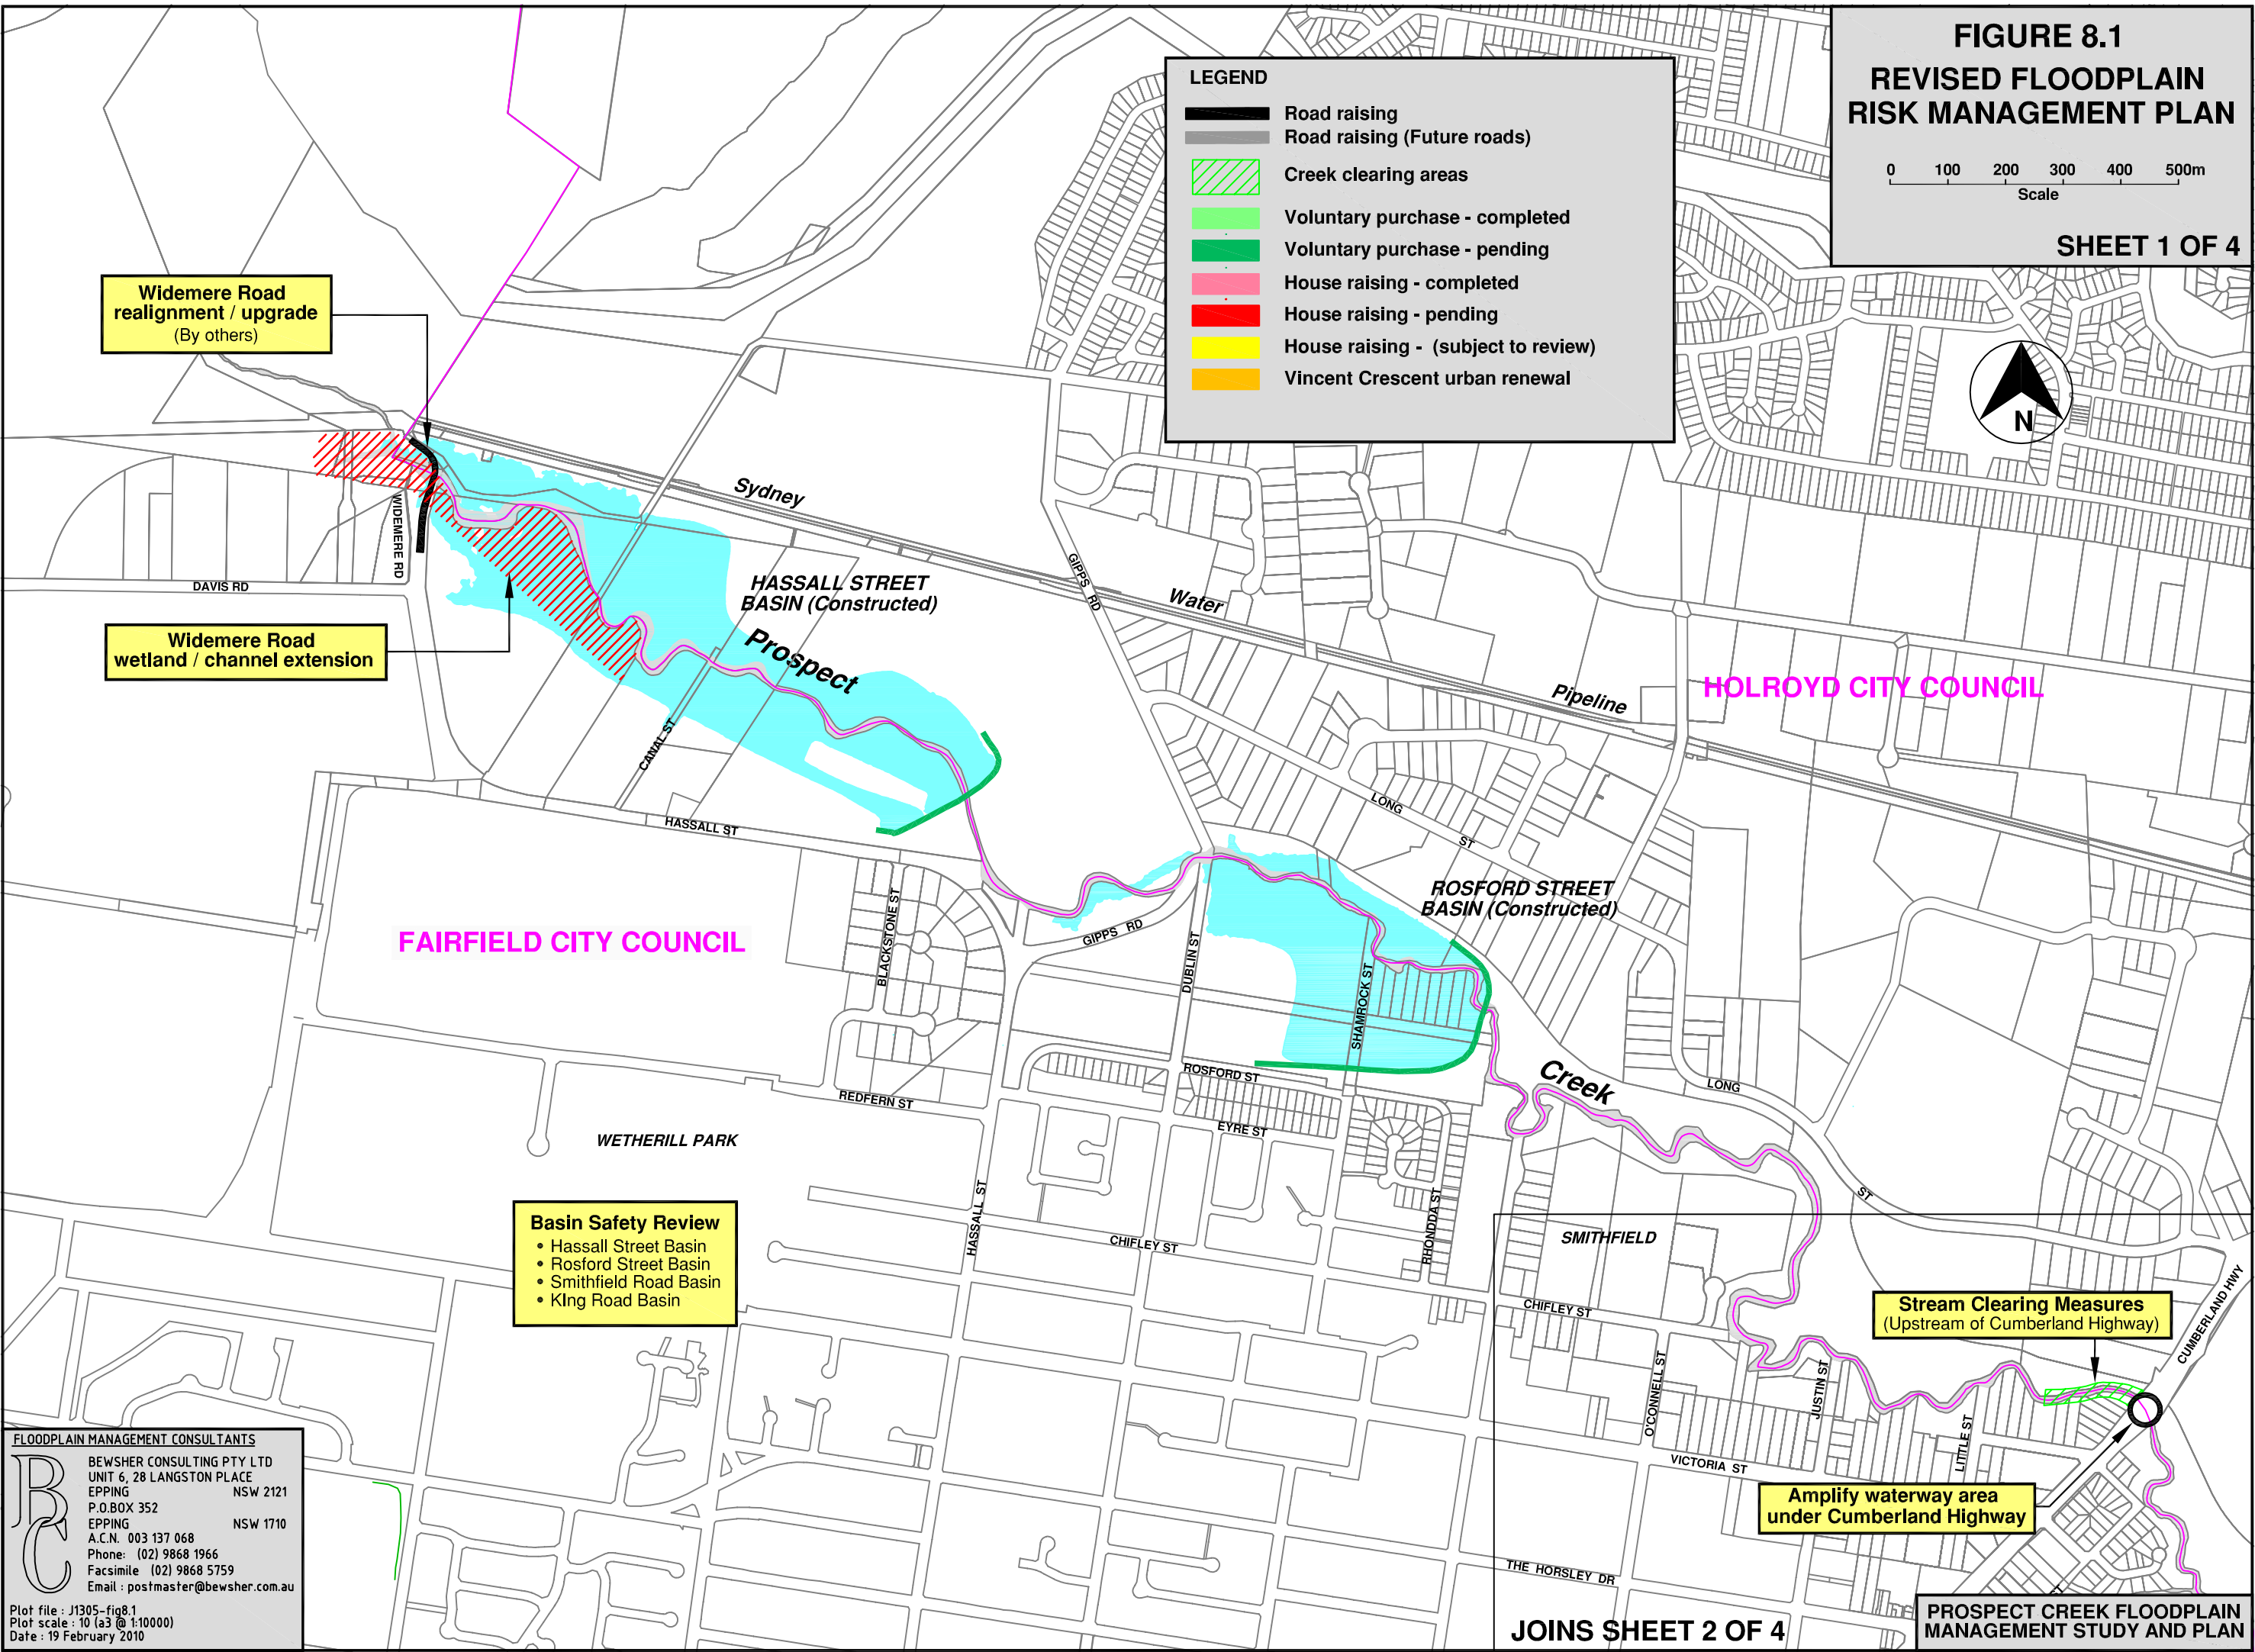 FIGURE 8.1
REVISED FLOODPLAIN
RISK MANAGEMENT PLAN
0 100 200 300 400 500m
Scale
SHEET 1 OF 4
LEGEND
Road raising
Road raising (Future roads)
Creek clearing areas
Voluntary purchase - completed
Voluntary purchase - pending
House raising - completed
House raising - pending
House raising - (subject to review)
Vincent Crescent urban renewal
N
Widemere Road
realignment / upgrade
(By others)
Sydney
WIDEMERE RD
DAVIS RD
HASSALL STREET
BASIN (Constructed)
GIPPS RD
Water
Widemere Road
wetland / channel extension
Prospect
Pipeline
HOLROYD CITY COUNCIL
CANAL ST
LONG
ST
HASSALL ST
ROSFORD STREET
BASIN (Constructed)
FAIRFIELD CITY COUNCIL
BLACKSTONE ST
GIPPS RD
DUBLIN ST
SHAMROCK ST
ROSFORD ST
Creek
LONG
ST
REDFERN ST
EYRE ST
WETHERILL PARK
HASSALL ST
RHONDDA ST
CHIFLEY ST
SMITHFIELD
Basin Safety Review
• Hassall Street Basin
• Rosford Street Basin
• Smithfield Road Basin
• KIng Road Basin
CHIFLEY ST
Stream Clearing Measures
(Upstream of Cumberland Highway)
CUMBERLAND HWY
O'CONNELL ST
JUSTIN ST
LITTLE ST
VICTORIA ST
Amplify waterway area
under Cumberland Highway
THE HORSLEY DR
ST
JOINS SHEET 2 OF 4
PROSPECT CREEK FLOODPLAIN
MANAGEMENT STUDY AND PLAN
FLOODPLAIN MANAGEMENT CONSULTANTS
BC
BEWSHER CONSULTING PTY LTD
UNIT 6, 28 LANGSTON PLACE
EPPING NSW 2121
P.O.BOX 352
EPPING NSW 1710
A.C.N. 003 137 068
Phone: (02) 9868 1966
Facsimile (02) 9868 5759
Email : postmaster@bewsher.com.au
Plot file : J1305-fig8.1
Plot scale : 10 (a3 @ 1:10000)
Date : 19 February 2010